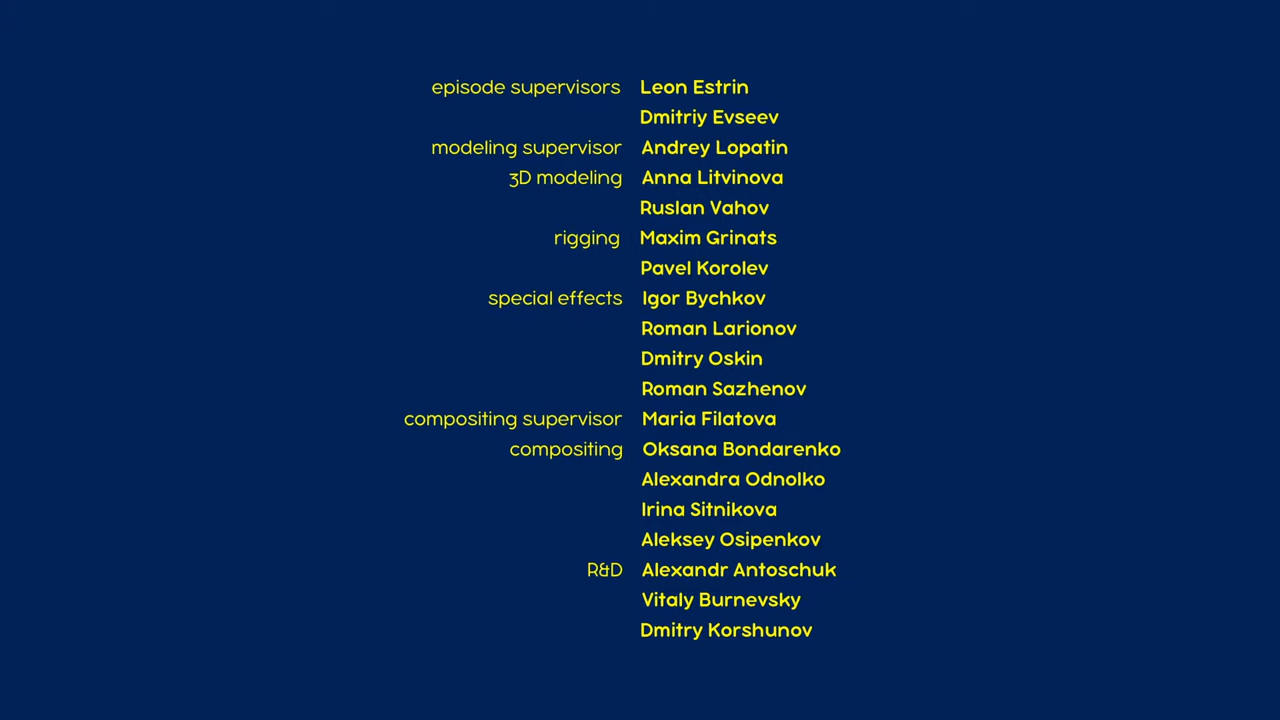 episode supervisors Leon Estrin
Dmitriy Evseev
modeling supervisor Andrey Lopatin
3D modeling Anna Litvinova
Ruslan Vahov
rigging Maxim Grinats
Pavel Korolev
special effects Igor Bychkov
Roman Larionov
Dmitry Oskin
Roman Sazhenov
compositing supervisor Maria Filatova
compositing Oksana Bondarenko
Alexandra Odnolko
Irina Sitnikova
Aleksey Osipenkov
R&D Alexandr Antoschuk
Vitaly Burnevsky
Dmitry Korshunov